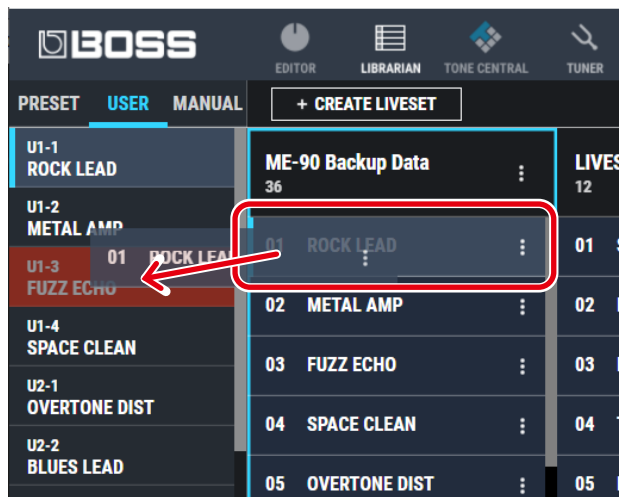 BOSS
EDITOR
LIBRARIAN
TONE CENTRAL
TUNER
PRESET USER MANUAL
+ CREATE LIVESET
U1-1
ROCK LEAD
U1-2
METAL AMP
U1-3
FUZZ ECHO
U1-4
SPACE CLEAN
U2-1
OVERTONE DIST
U2-2
BLUES LEAD
01 ROCK LEAD
ME-90 Backup Data
36
01 ROCK LEAD
02 METAL AMP
03 FUZZ ECHO
04 SPACE CLEAN
05 OVERTONE DIST
12
01
02
03
04
05